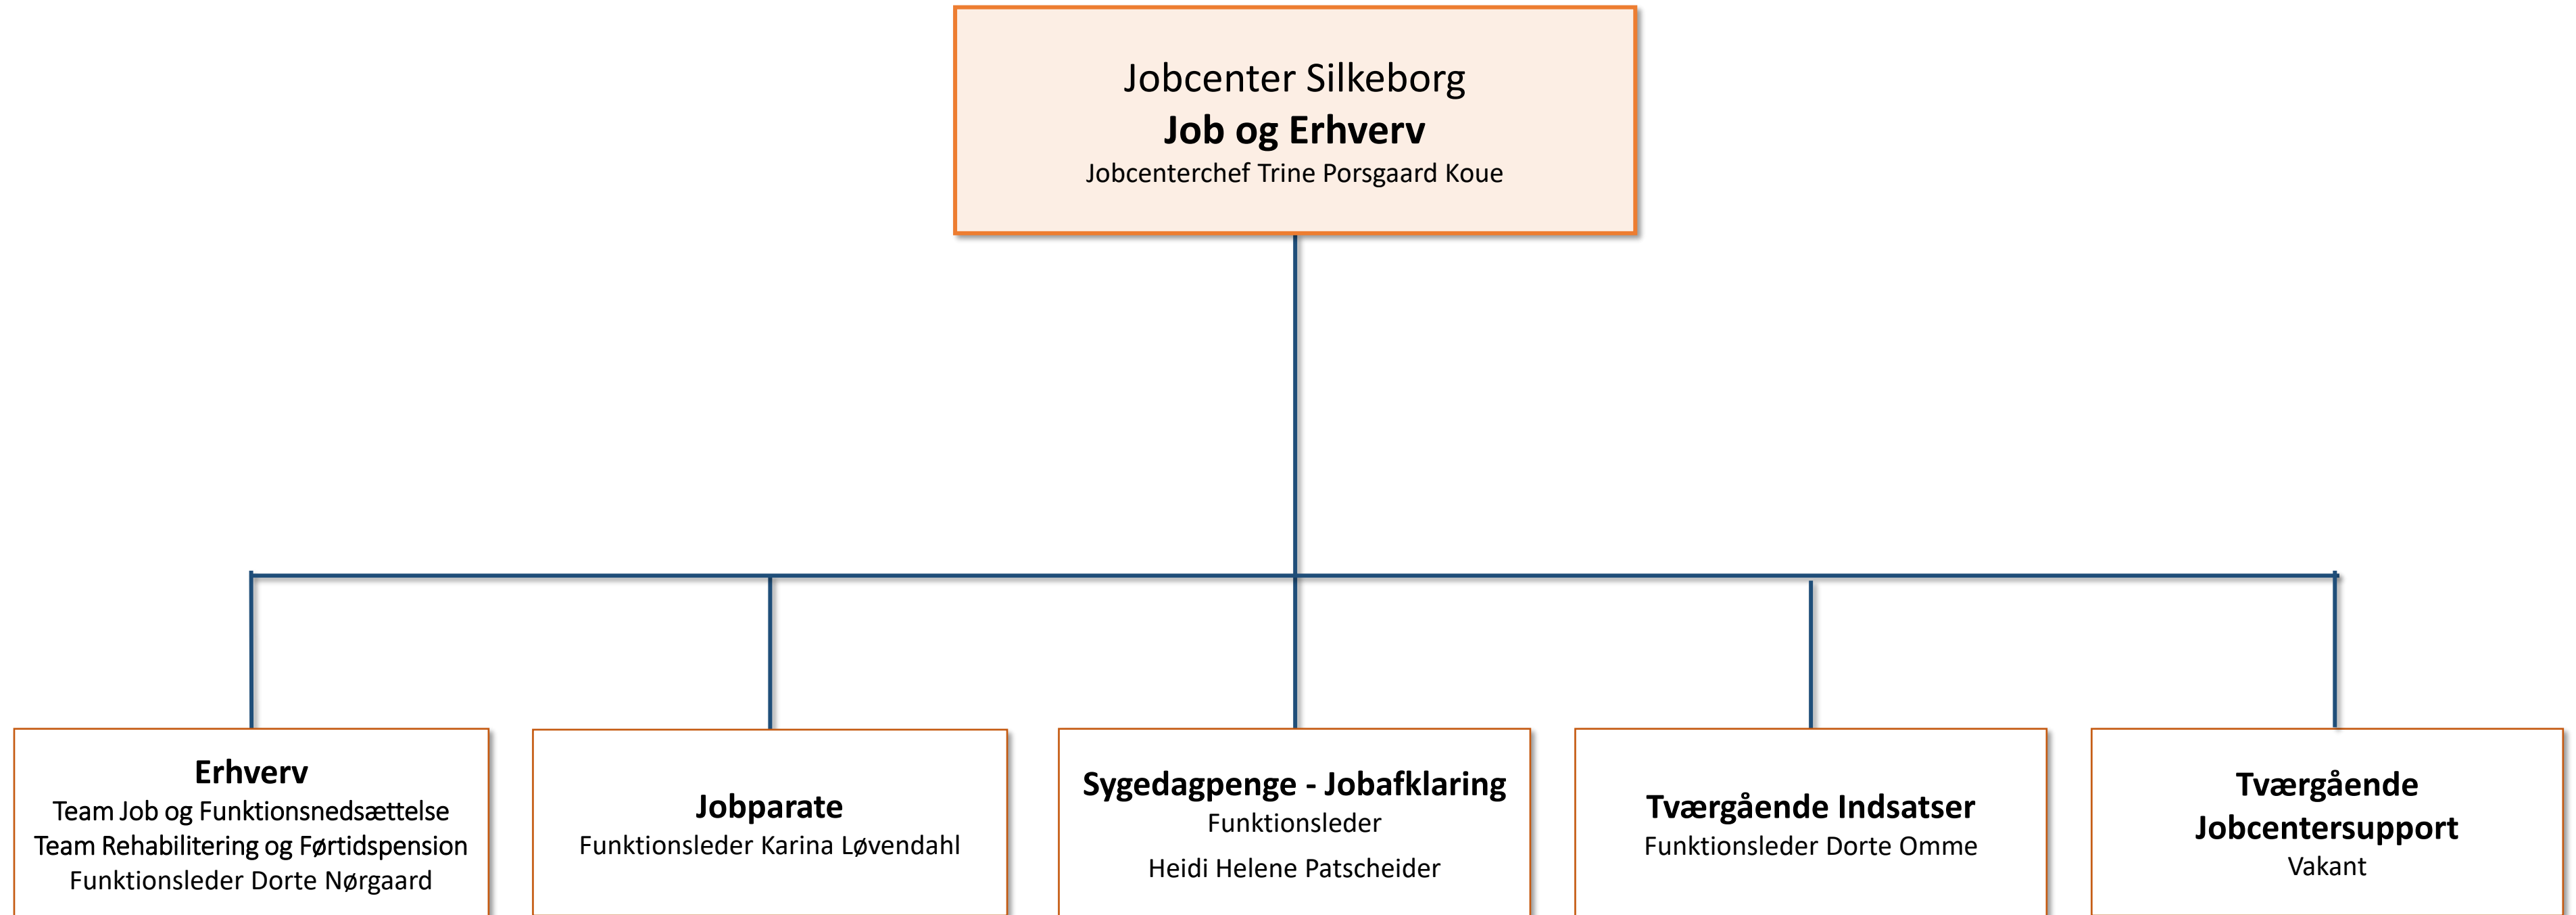 Jobcenter Silkeborg
Job og Erhverv
Jobcenterchef Trine Porsgaard Koue
Erhverv
Team Job og Funktionsnedsættelse
Team Rehabilitering og Førtidspension
Funktionsleder Dorte Nørgaard
Jobparate
Funktionsleder Karina Løvendahl
Sygedagpenge - Jobafklaring
Funktionsleder
Heidi Helene Patscheider
Tværgående Indsatser
Funktionsleder Dorte Omme
Tværgående
Jobcentersupport
Vakant